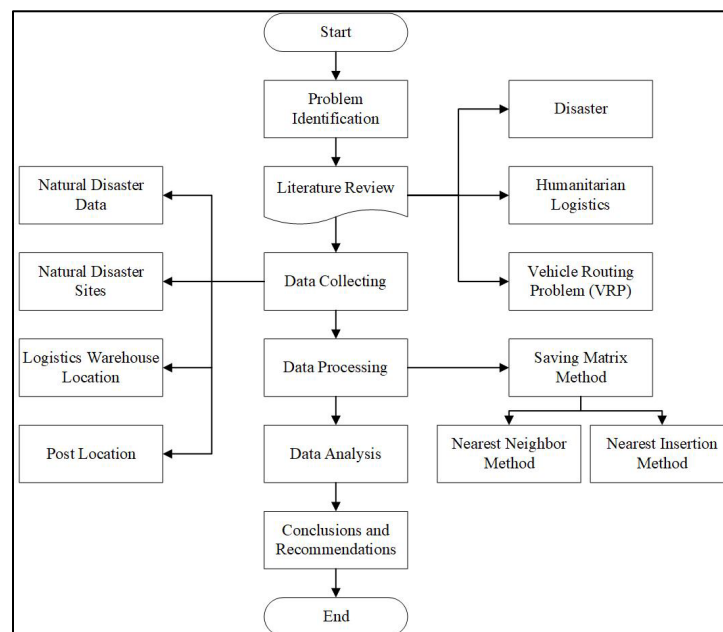 Start
Problem
Identification
Disaster
Natural Disaster
Data
Literature Review
Humanitarian
Logistics
Natural Disaster
Sites
Data Collecting
Vehicle Routing
Problem (VRP)
Logistics Warehouse
Location
Data Processing
Saving Matrix
Method
Post Location
Data Analysis
Nearest Neighbor
Method
Nearest Insertion
Method
Conclusions and
Recommendations
End